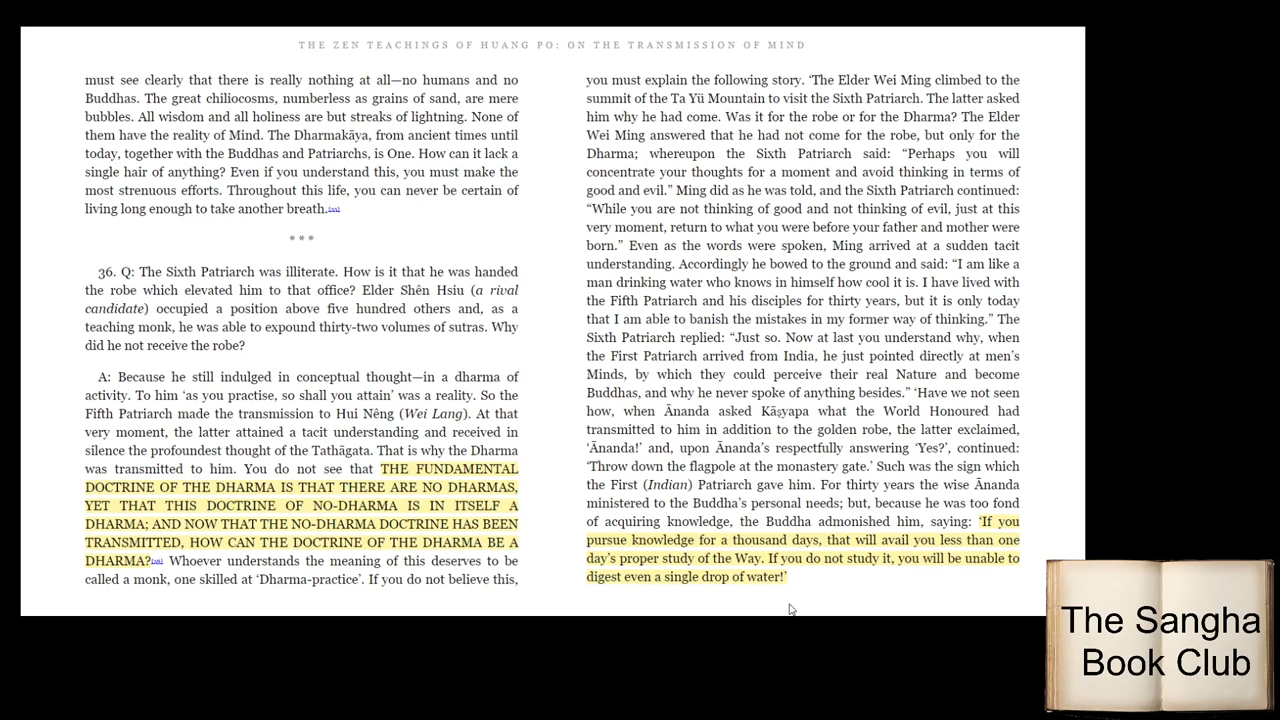 THE ZEN TEACHINGS OF HUANG PO: ON THE TRANSMISSION OF MIND
must see clearly that there is really nothing at all—no humans and no
Buddhas. The great chiliocosms, numberless as grains of sand, are mere
bubbles. All wisdom and all holiness are but streaks of lightning. None of
them have the reality of Mind. The Dharmakāya, from ancient times until
today, together with the Buddhas and Patriarchs, is One. How can it lack a
single hair of anything? Even if you understand this, you must make the
most strenuous efforts. Throughout this life, you can never be certain of
living long enough to take another breath.
* * *
36. Q: The Sixth Patriarch was illiterate. How is it that he was handed
the robe which elevated him to that office? Elder Shên Hsiu (a rival
candidate) occupied a position above five hundred others and, as a
teaching monk, he was able to expound thirty-two volumes of sutras. Why
did he not receive the robe?
A: Because he still indulged in conceptual thought—in a dharma of
activity. To him ‘as you practise, so shall you attain’ was a reality. So the
Fifth Patriarch made the transmission to Hui Nêng (Wei Lang). At that
very moment, the latter attained a tacit understanding and received in
silence the profoundest thought of the Tathāgata. That is why the Dharma
was transmitted to him. You do not see that THE FUNDAMENTAL
DOCTRINE OF THE DHARMA IS THAT THERE ARE NO DHARMAS,
YET THAT THIS DOCTRINE OF NO-DHARMA IS IN ITSELF A
DHARMA; AND NOW THAT THE NO-DHARMA DOCTRINE HAS BEEN
TRANSMITTED, HOW CAN THE DOCTRINE OF THE DHARMA BE A
DHARMA? Whoever understands the meaning of this deserves to be
called a monk, one skilled at ‘Dharma-practice’. If you do not believe this,
you must explain the following story. ‘The Elder Wei Ming climbed to the
summit of the Ta Yü Mountain to visit the Sixth Patriarch. The latter asked
him why he had come. Was it for the robe or for the Dharma? The Elder
Wei Ming answered that he had not come for the robe, but only for the
Dharma; whereupon the Sixth Patriarch said: “Perhaps you will
concentrate your thoughts for a moment and avoid thinking in terms of
good and evil.” Ming did as he was told, and the Sixth Patriarch continued:
“While you are not thinking of good and not thinking of evil, just at this
very moment, return to what you were before your father and mother were
born.” Even as the words were spoken, Ming arrived at a sudden tacit
understanding. Accordingly he bowed to the ground and said: “I am like a
man drinking water who knows in himself how cool it is. I have lived with
the Fifth Patriarch and his disciples for thirty years, but it is only today
that I am able to banish the mistakes in my former way of thinking.” The
Sixth Patriarch replied: “Just so. Now at last you understand why, when
the First Patriarch arrived from India, he just pointed directly at men’s
Minds, by which they could perceive their real Nature and become
Buddhas, and why he never spoke of anything besides.” ‘Have we not seen
how, when Ānanda asked Kāṣyapa what the World Honoured had
transmitted to him in addition to the golden robe, the latter exclaimed,
‘Ānanda!’ and, upon Ānanda’s respectfully answering ‘Yes?’, continued:
‘Throw down the flagpole at the monastery gate.’ Such was the sign which
the First (Indian) Patriarch gave him. For thirty years the wise Ānanda
ministered to the Buddha’s personal needs; but, because he was too fond
of acquiring knowledge, the Buddha admonished him, saying: ‘If you
pursue knowledge for a thousand days, that will avail you less than one
day’s proper study of the Way. If you do not study it, you will be unable to
digest even a single drop of water!’
The Sangha
Book Club